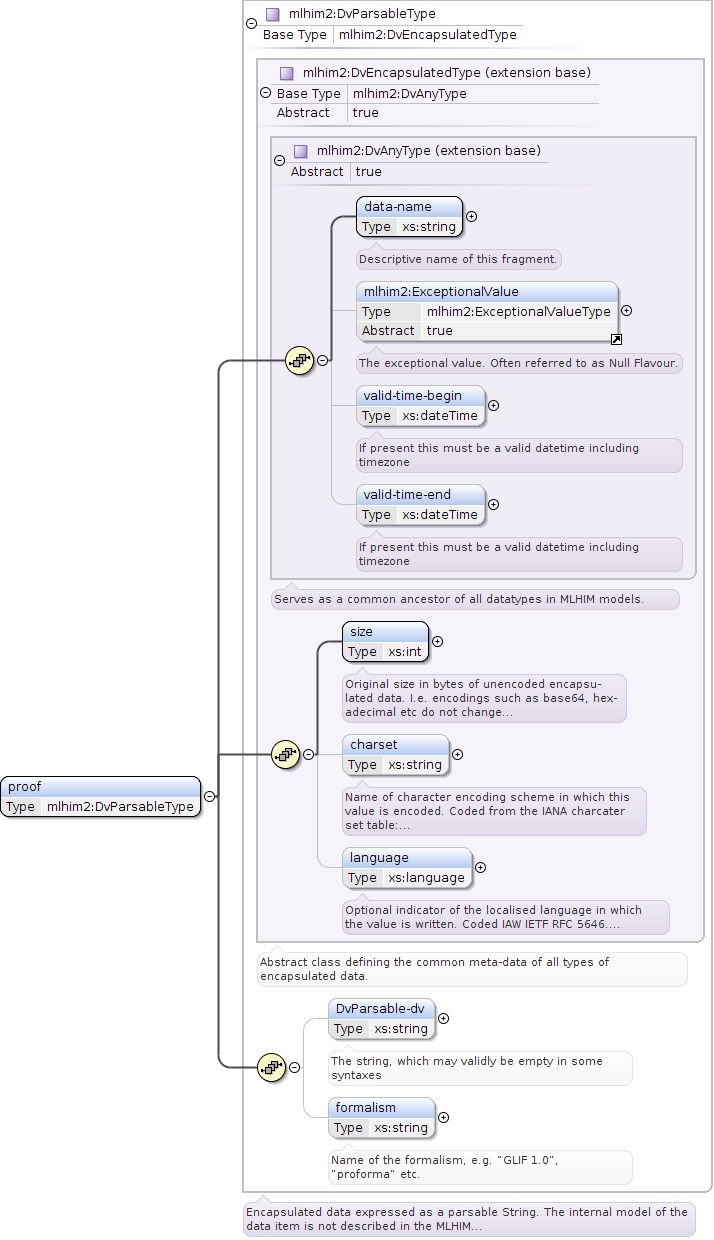 mlhim2:DvParsableType
Base Type mlhim2:DvEncapsulatedType
mlhim2:DvEncapsulatedType (extension base)
Base Type mlhim2:DvAnyType
Abstract true
mlhim2:DvAnyType (extension base)
Abstract true
data-name
Type xs:string
Descriptive name of this fragment.
mlhim2:ExceptionalValue
Type mlhim2:ExceptionalValueType
Abstract true
The exceptional value. Often referred to as Null Flavour.
valid-time-begin
Type xs:dateTime
If present this must be a valid datetime including
timezone
valid-time-end
Type xs:dateTime
If present this must be a valid datetime including
timezone
Serves as a common ancestor of all datatypes in MLHIM models.
size
Type xs:int
Original size in bytes of unencoded encapsu-
lated data. I.e. encodings such as base64, hex-
adecimal etc do not change...
charset
Type xs:string
Name of character encoding scheme in which this
value is encoded. Coded from the IANA charcater
set table:...
language
Type xs:language
Optional indicator of the localised language in which
the value is written. Coded IAW IETF RFC 5646....
proof
Type mlhim2:DvParsableType
Abstract class defining the common meta-data of all types of
encapsulated data.
DvParsable-dv
Type xs:string
The string, which may validly be empty in some
syntaxes
formalism
Type xs:string
Name of the formalism, e.g. "GLIF 1.0",
"proforma" etc.
Encapsulated data expressed as a parsable String. The internal model of the
data item is not described in the MLHIM...